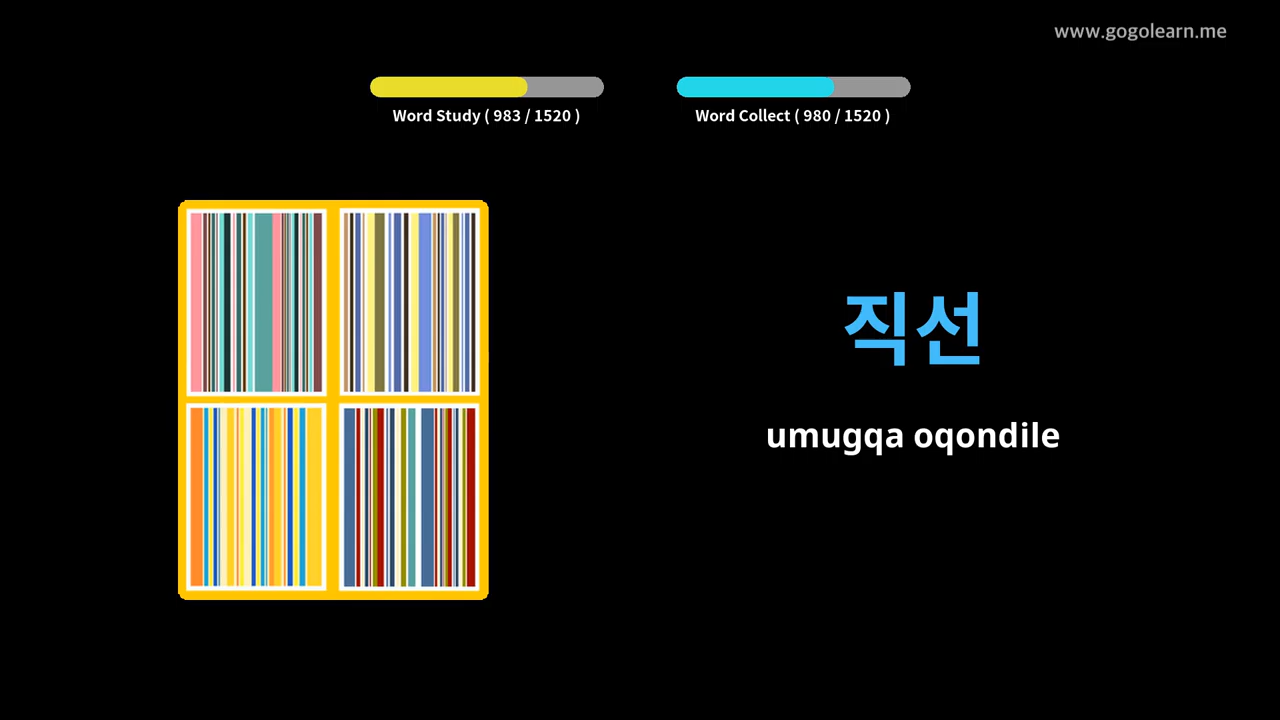 www.gogolearn.me
Word Study ( 983 / 1520 )
Word Collect ( 980 / 1520 )
직선
umugqa oqondile